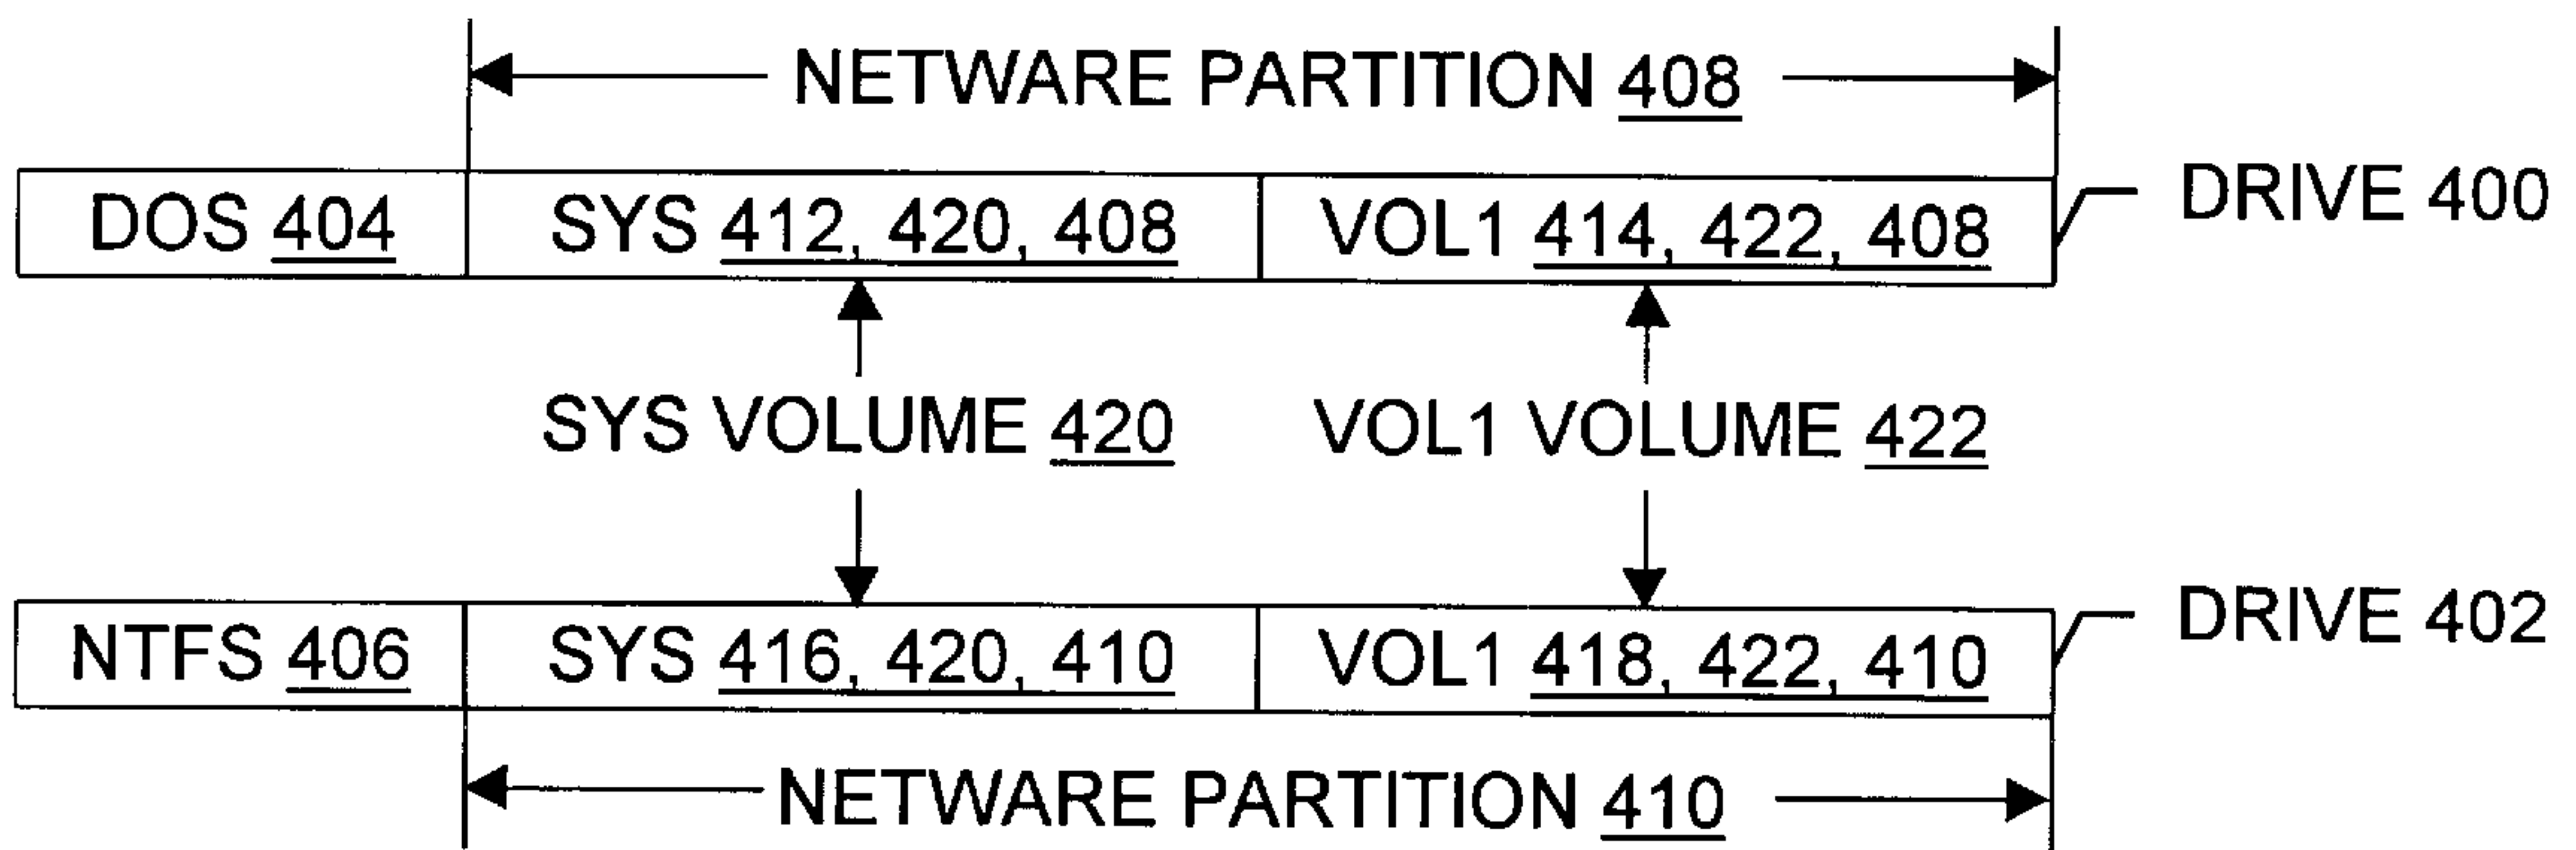 NETWARE PARTITION 408
DOS 404 SYS 412, 420, 408 VOL1 414, 422, 408 DRIVE 400
SYS VOLUME 420 VOL1 VOLUME 422
NTFS 406 SYS 416, 420, 410 VOL1 418, 422, 410 DRIVE 402
NETWARE PARTITION 410